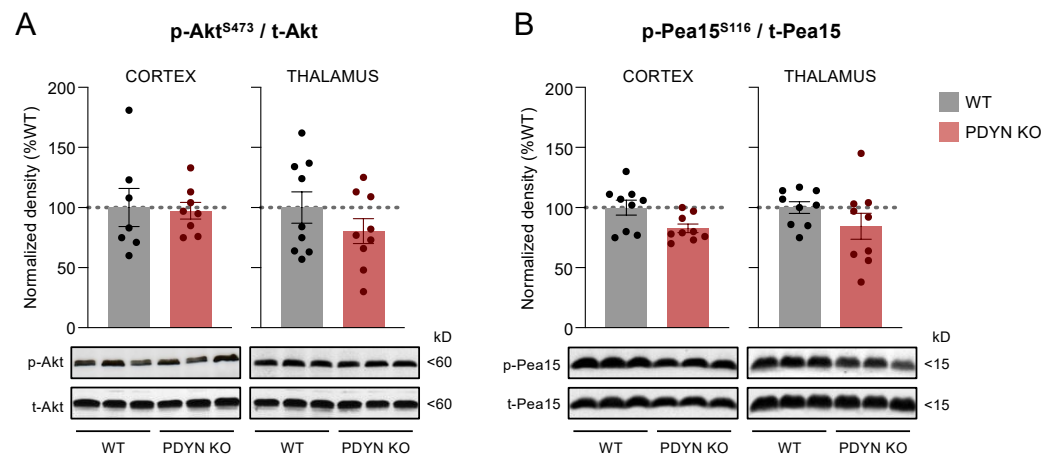 A
p-Akt^S473 / t-Akt
CORTEX
THALAMUS
Normalized density (%WT)
200
150
100
50
0
kD
p-Akt
<60
t-Akt
<60
WT
PDYN KO
WT
PDYN KO
B
p-Pea15^S116 / t-Pea15
CORTEX
THALAMUS
Normalized density (%WT)
200
150
100
50
0
kD
p-Pea15
<15
t-Pea15
<15
WT
PDYN KO
WT
PDYN KO
WT
PDYN KO